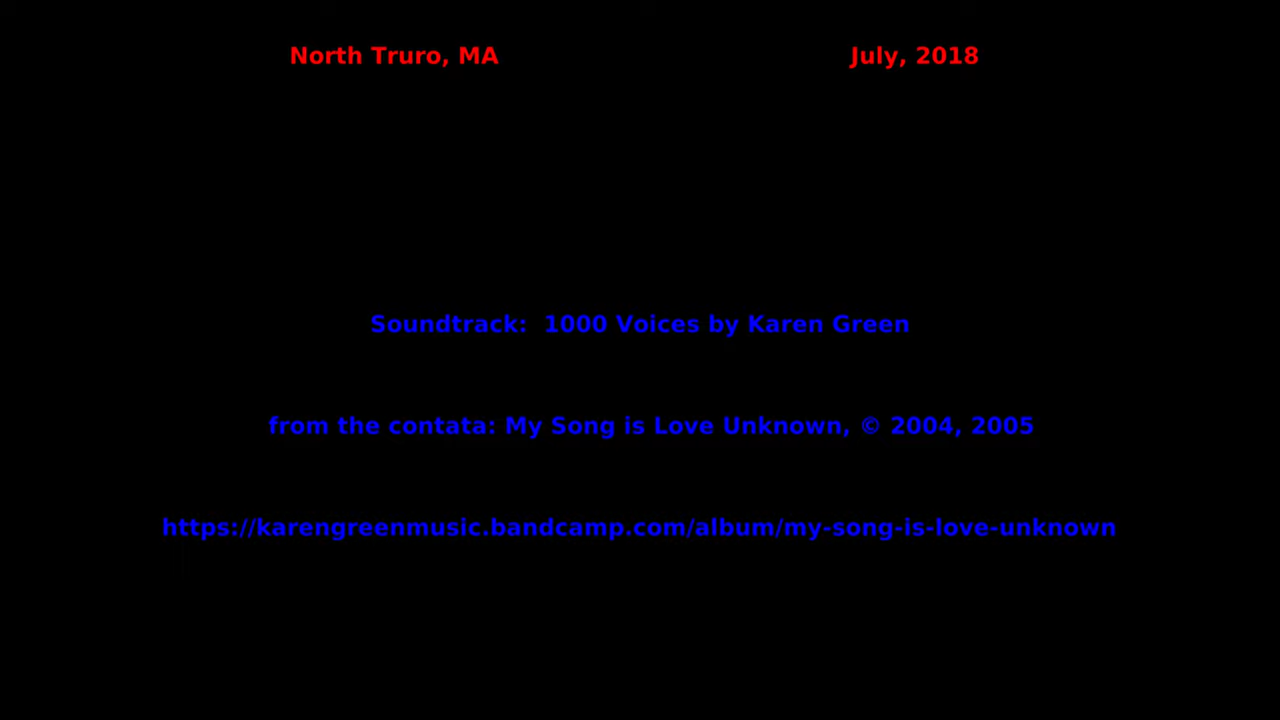 North Truro, MA July, 2018
Soundtrack:  1000 Voices by Karen Green
from the contata: My Song is Love Unknown, © 2004, 2005
https://karengreenmusic.bandcamp.com/album/my-song-is-love-unknown